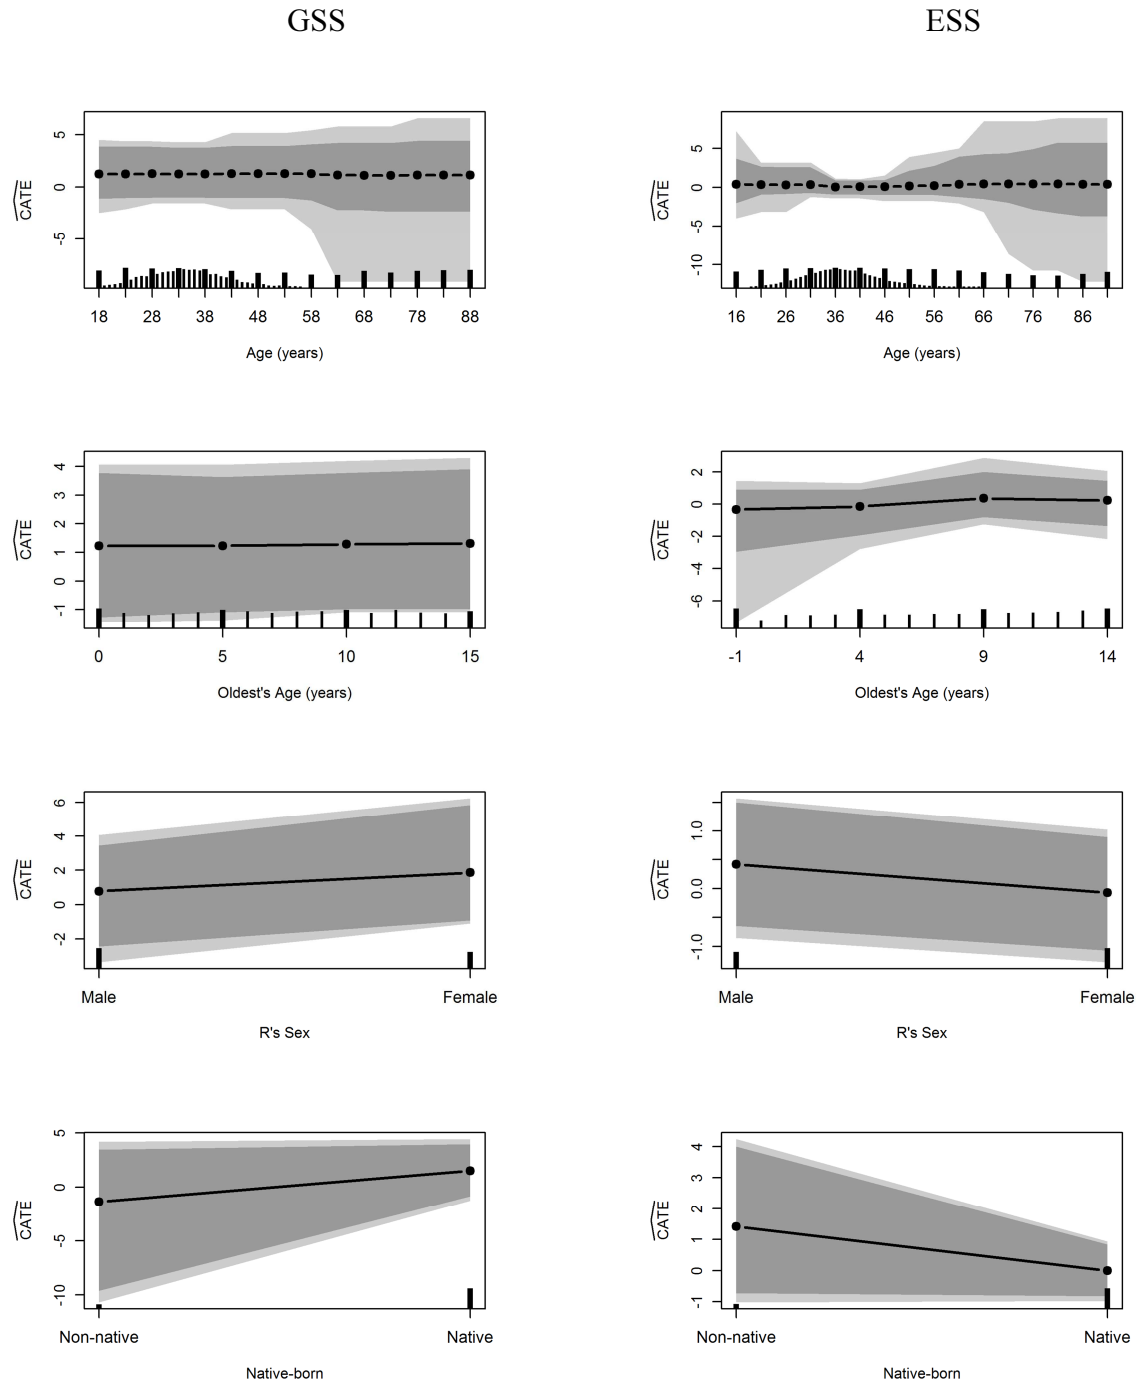 GSS
ESS
5
0
-5
CATE
18 28 38 48 58 68 78 88
Age (years)
5
0
-5
-10
CATE
16 26 36 46 56 66 76 86
Age (years)
4
3
2
1
0
-1
CATE
0 5 10 15
Oldest's Age (years)
2
0
-2
-4
-6
CATE
-1 4 9 14
Oldest's Age (years)
6
4
2
0
-2
CATE
Male Female
R's Sex
1.0
0.0
-1.0
CATE
Male Female
R's Sex
5
0
-5
-10
CATE
Non-native Native
Native-born
4
3
2
1
0
-1
CATE
Non-native Native
Native-born